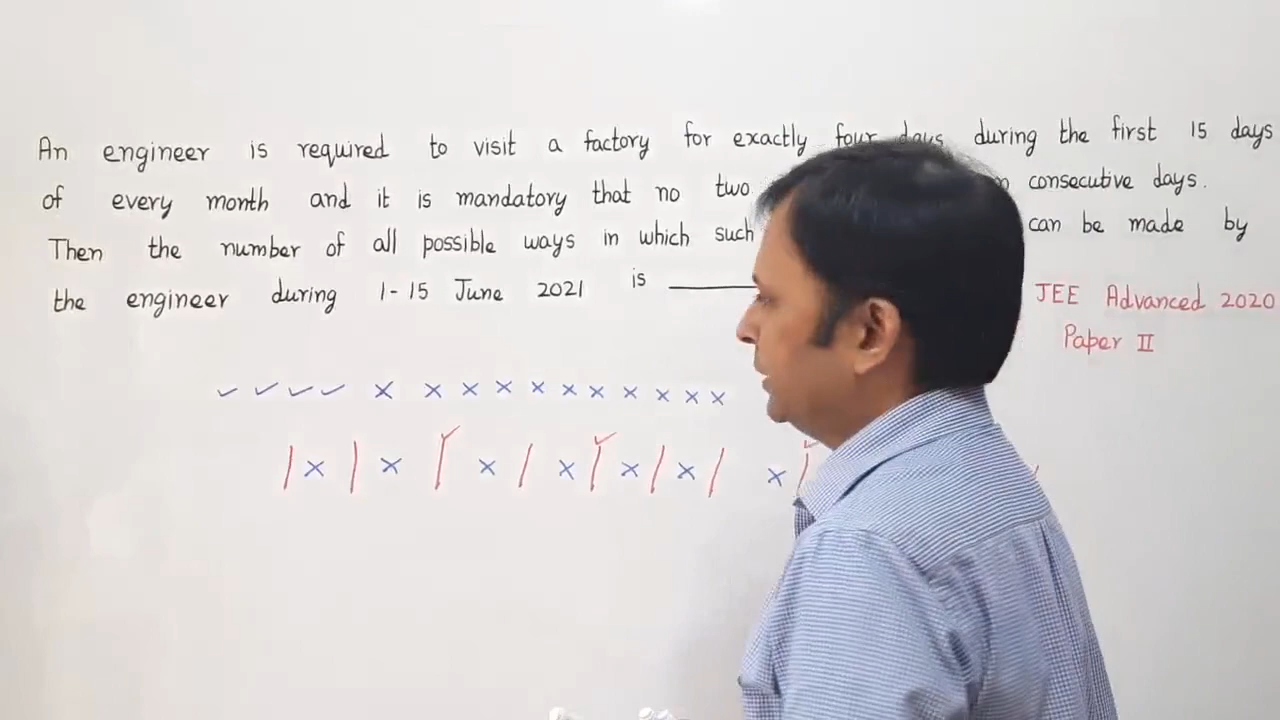 An engineer is required to visit a factory for exactly four days during the first 15 days
of every month and it is mandatory that no two consecutive days.
Then the number of all possible ways in which such can be made by
the engineer during 1-15 June 2021 is ________
JEE Advanced 2020
Paper II
✓ ✓ ✓ ✓ × × × × × × × × × × ×
| × | × | × | × | × | × | × |